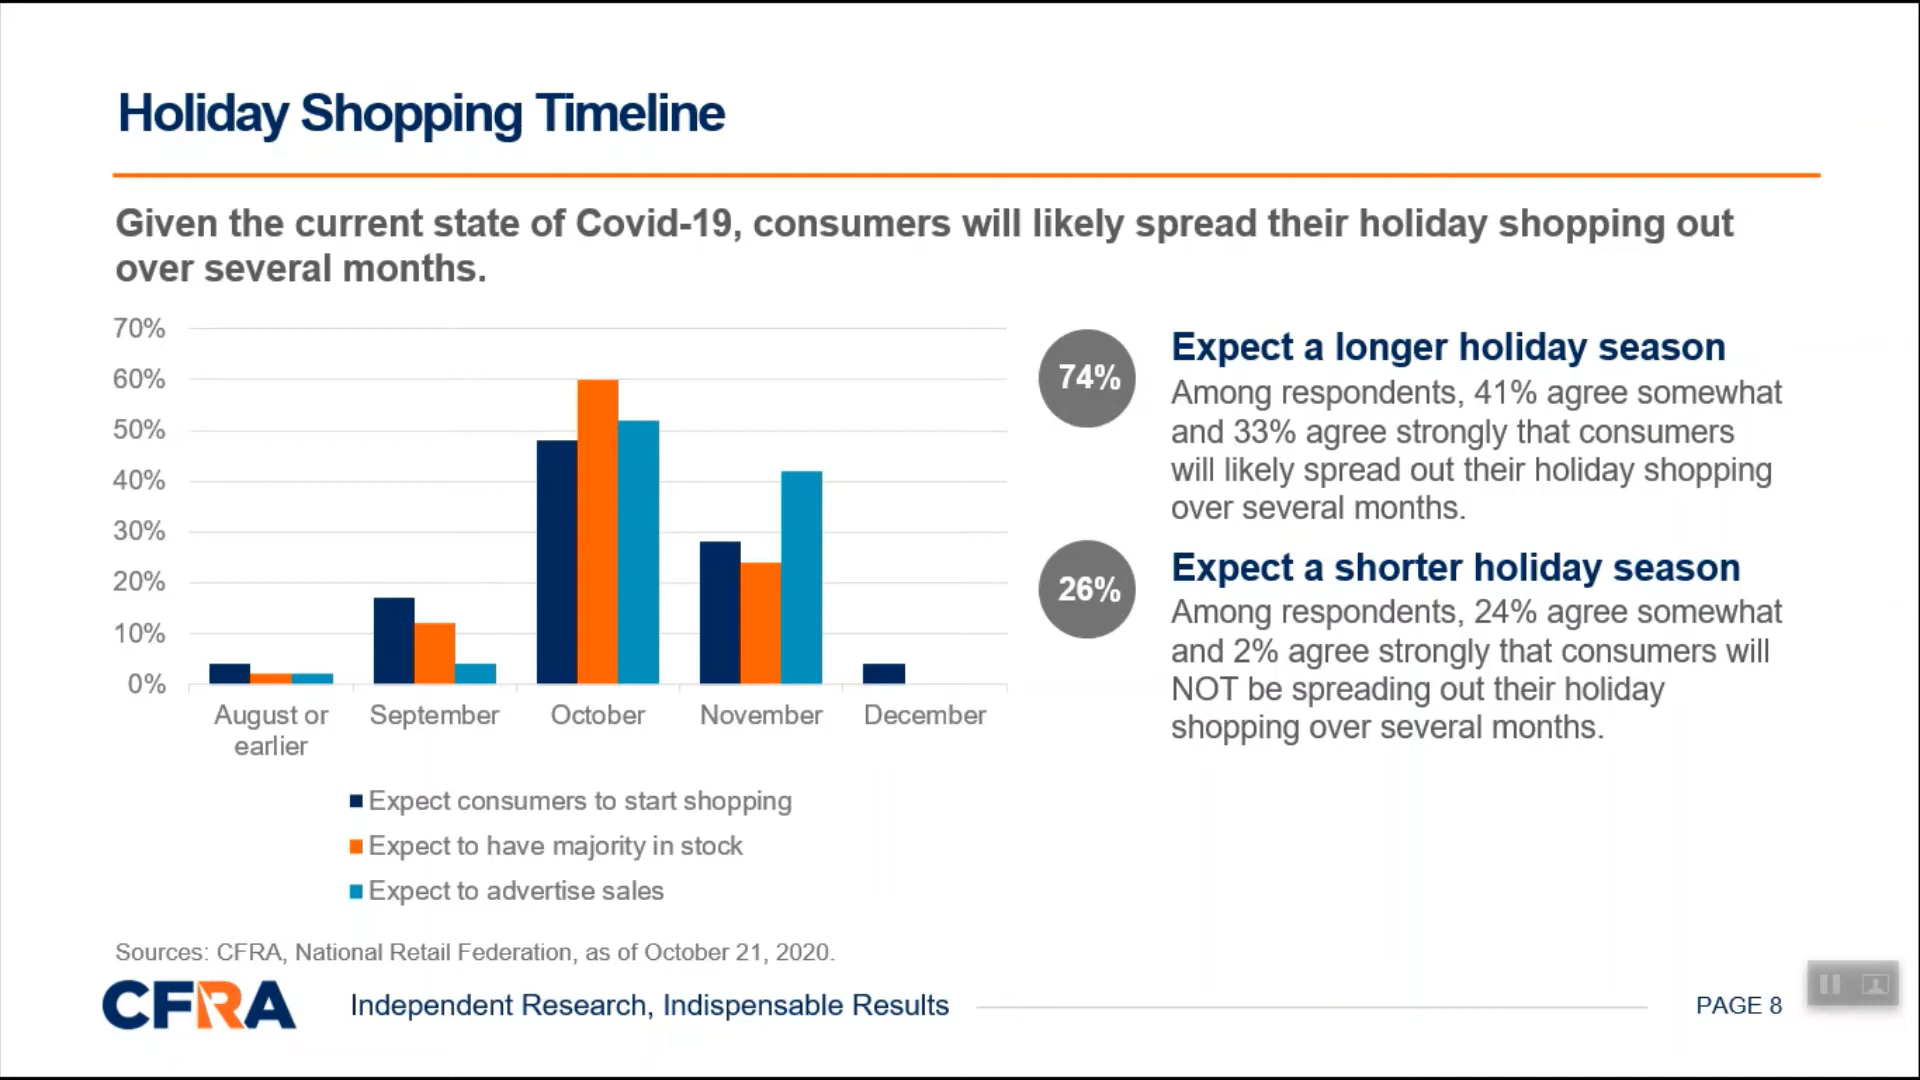 Holiday Shopping Timeline
Given the current state of Covid-19, consumers will likely spread their holiday shopping out
over several months.
70%
60%
50%
40%
30%
20%
10%
0%
August or
earlier
September
October
November
December
Expect consumers to start shopping
Expect to have majority in stock
Expect to advertise sales
74%
Expect a longer holiday season
Among respondents, 41% agree somewhat
and 33% agree strongly that consumers
will likely spread out their holiday shopping
over several months.
26%
Expect a shorter holiday season
Among respondents, 24% agree somewhat
and 2% agree strongly that consumers will
NOT be spreading out their holiday
shopping over several months.
Sources: CFRA, National Retail Federation, as of October 21, 2020.
CFRA
Independent Research, Indispensable Results
PAGE 8